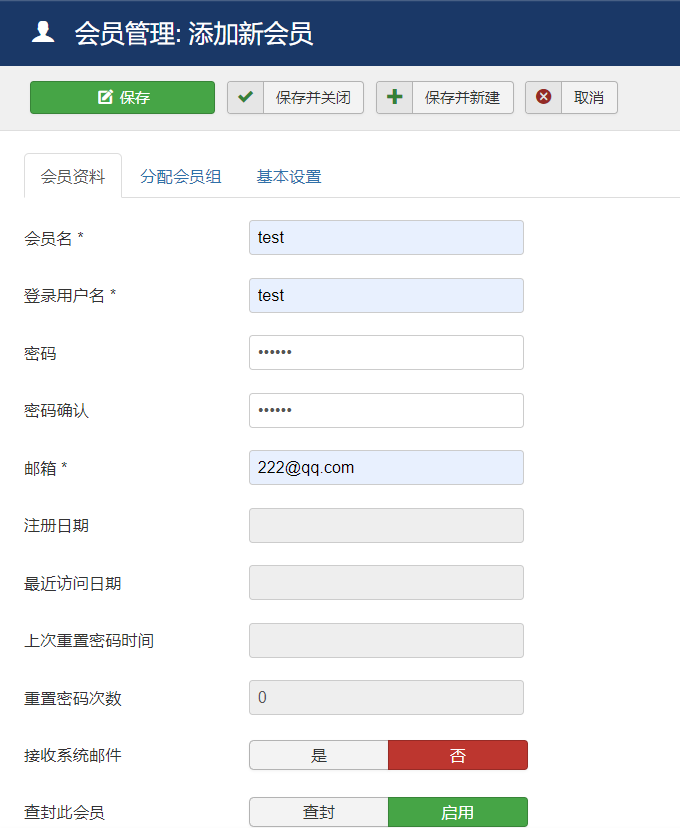 会员管理: 添加新会员
保存 保存并关闭 保存并新建 取消
会员资料 分配会员组 基本设置
会员名 * test
登录用户名 * test
密码 ••••••
密码确认 ••••••
邮箱 * 222@qq.com
注册日期
最近访问日期
上次重置密码时间
重置密码次数 0
接收系统邮件 是 否
查封此会员 查封 启用